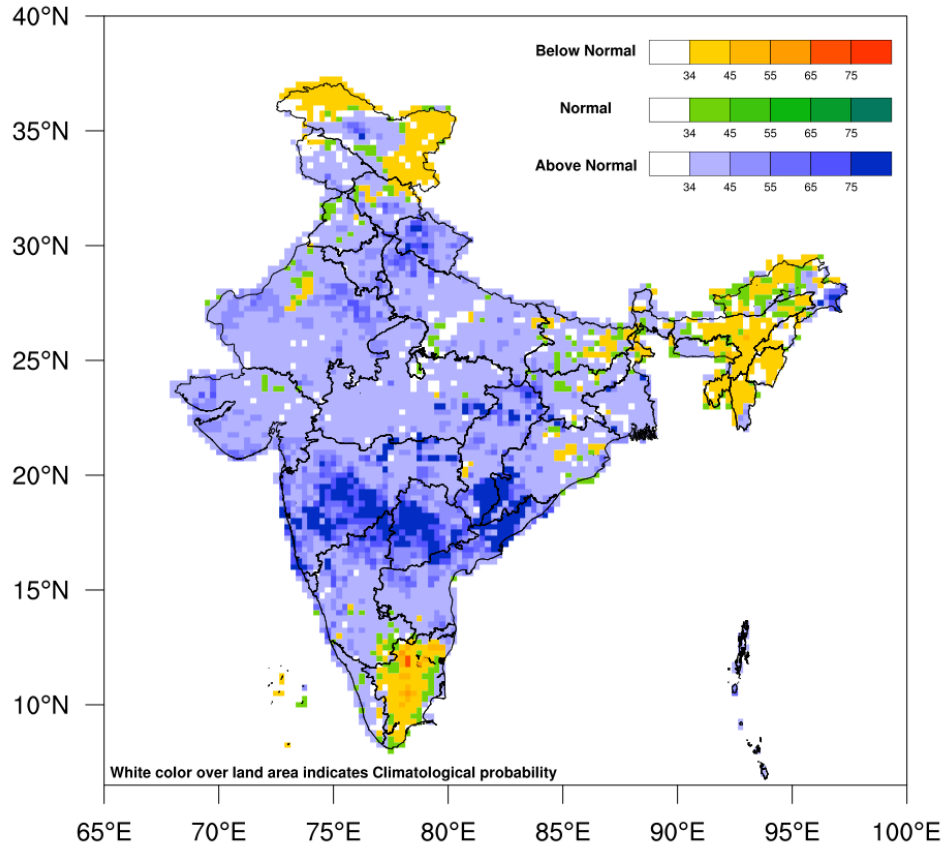 40°N
35°N
30°N
25°N
20°N
15°N
10°N
Below Normal
34 45 55 65 75
Normal
34 45 55 65 75
Above Normal
34 45 55 65 75
White color over land area indicates Climatological probability
65°E 70°E 75°E 80°E 85°E 90°E 95°E 100°E